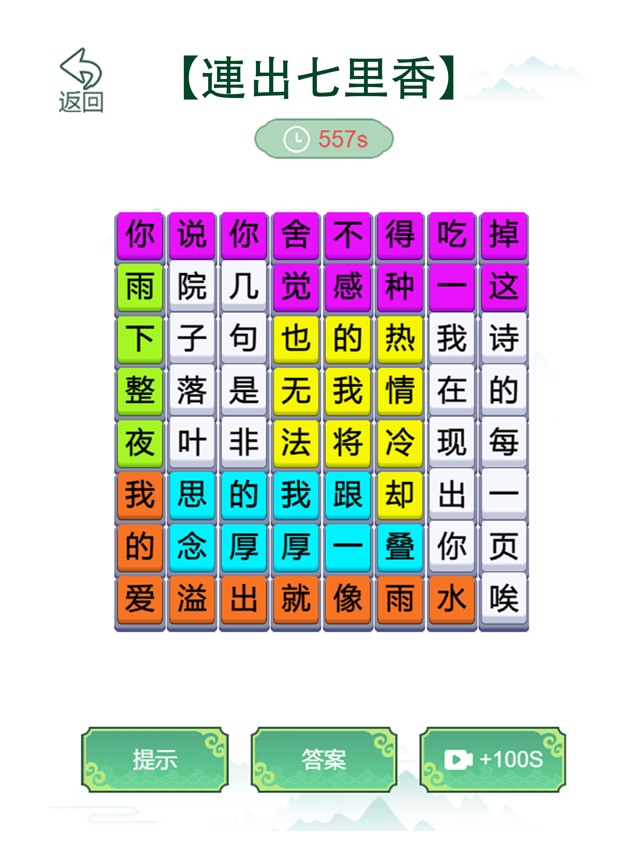 【連出七里香】
返回
557s
你说你舍不得吃掉
雨院几觉感种一这
下子句也的热我诗
整落是无我情在的
夜叶非法将冷现每
我思的我跟却出一
的念厚厚一叠你页
爱溢出就像雨水唉
提示
答案
+100S